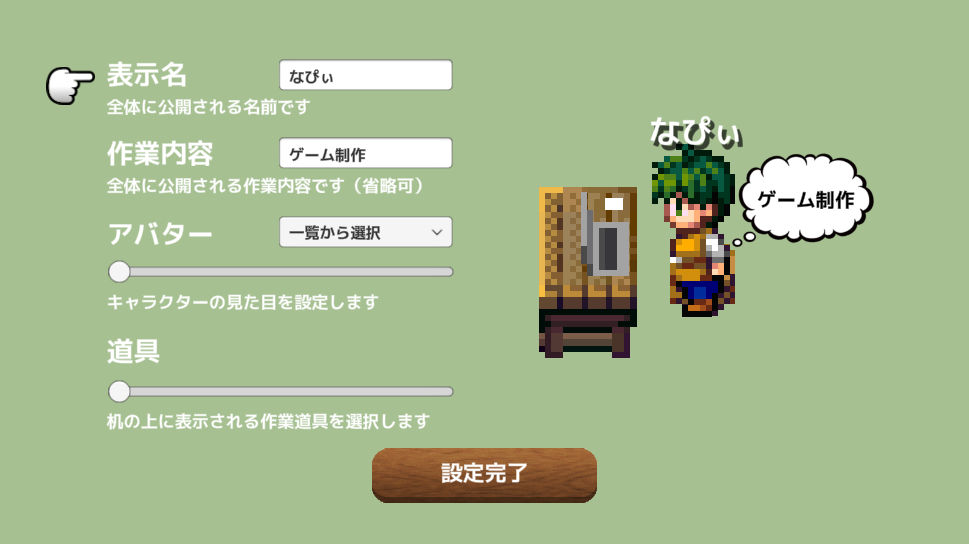 表示名
なぴぃ
全体に公開される名前です
作業内容
ゲーム制作
全体に公開される作業内容です（省略可）
アバター
一覧から選択
キャラクターの見た目を設定します
道具
机の上に表示される作業道具を選択します
設定完了
なぴぃ
ゲーム制作